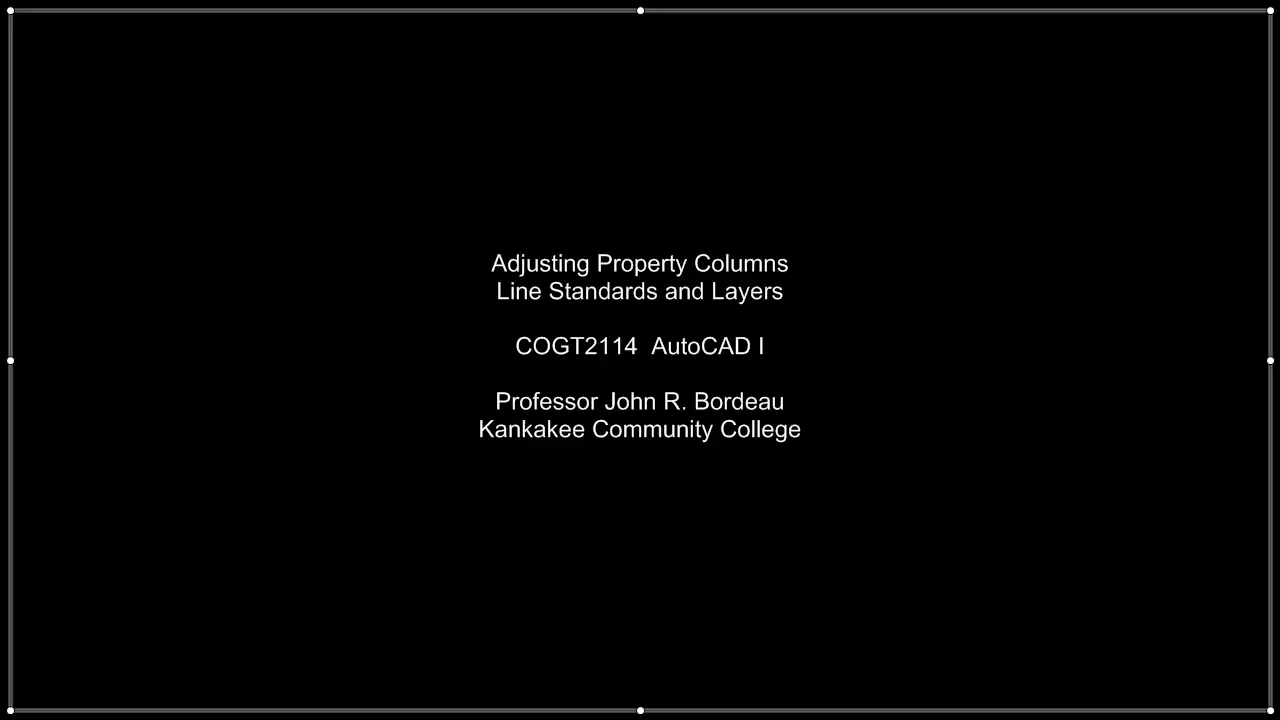 Adjusting Property Columns
Line Standards and Layers
COGT2114  AutoCAD I
Professor John R. Bordeau
Kankakee Community College